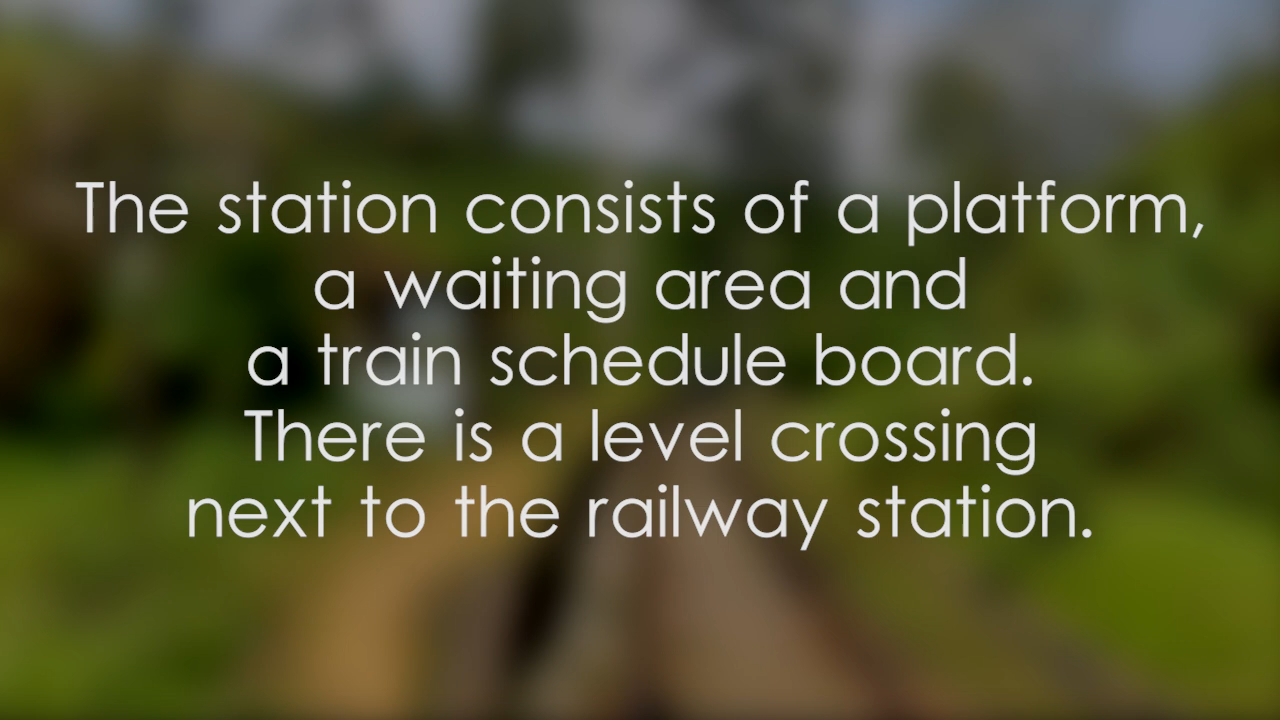 The station consists of a platform,
a waiting area and
a train schedule board.
There is a level crossing
next to the railway station.